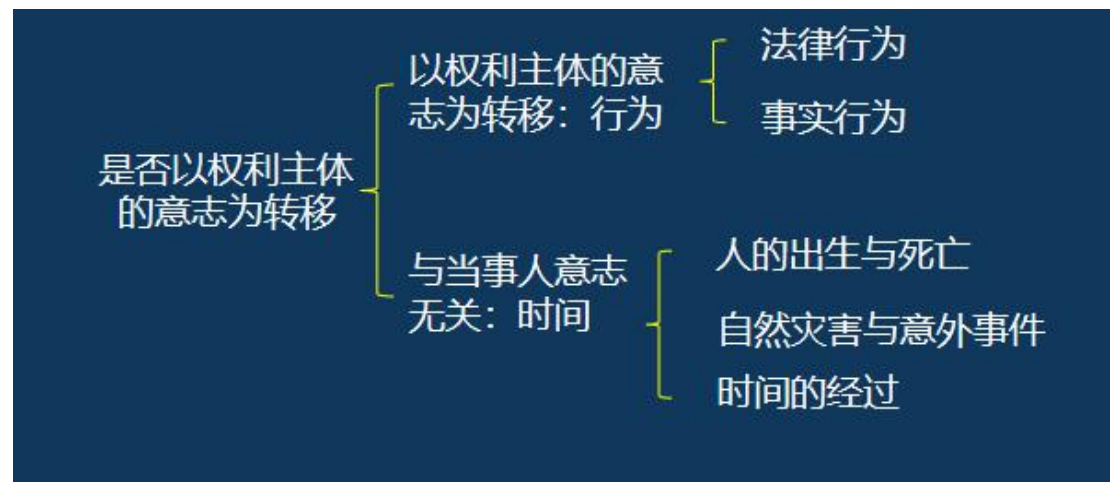 是否以权利主体
的意志为转移
以权利主体的意
志为转移：行为
法律行为
事实行为
与当事人意志
无关：时间
人的出生与死亡
自然灾害与意外事件
时间的经过